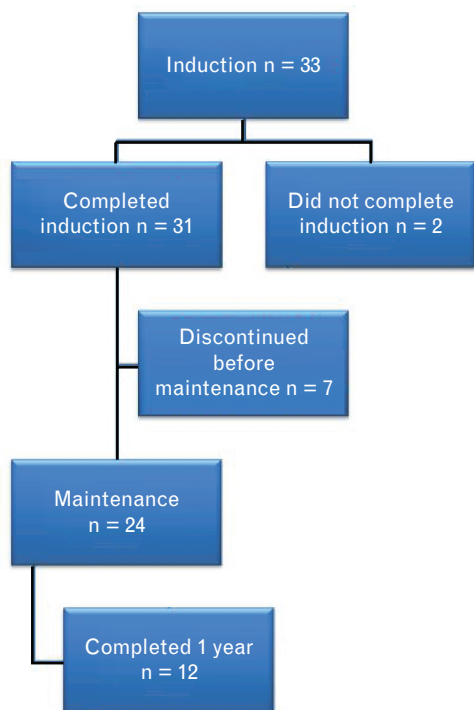 Induction n = 33
Completed
induction n = 31
Did not complete
induction n = 2
Discontinued
before
maintenance n = 7
Maintenance
n = 24
Completed 1 year
n = 12